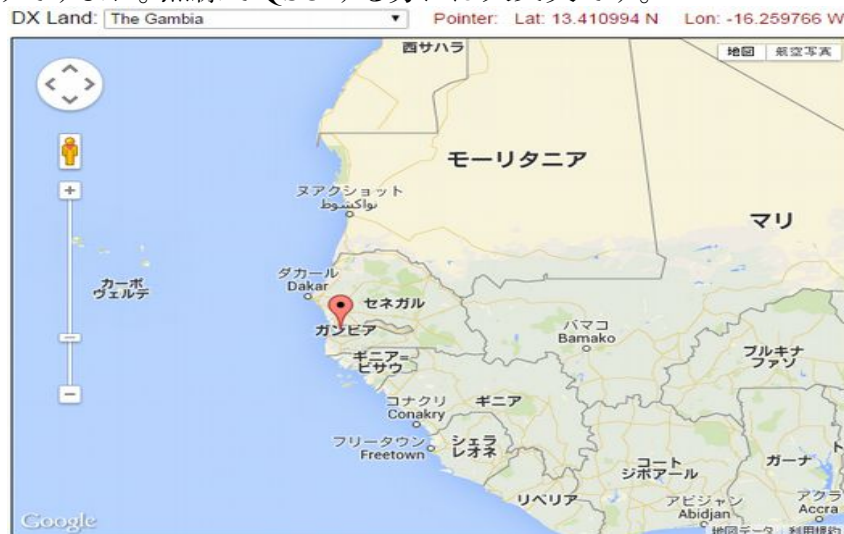 DX Land: The Gambia Pointer: Lat: 13.410994 N Lon: -16.259766 W
西サハラ
地図 航空写真
モーリタニア
ヌアクショット
نواكشوط
マリ
カーボ
ヴェルデ
ダカール
Dakar
セネガル
ガンビア
バマコ
Bamako
ギニア=
ビサウ
ブルキナ
ファソ
コナクリ
Conakry
ギニア
フリータウン
Freetown
シェラ
レオネ
コート
ジボアール
ガーナ
ト
リベリア
アビジャン
Abidjan
アクラ
Accra
Google
地図データ 利用規約